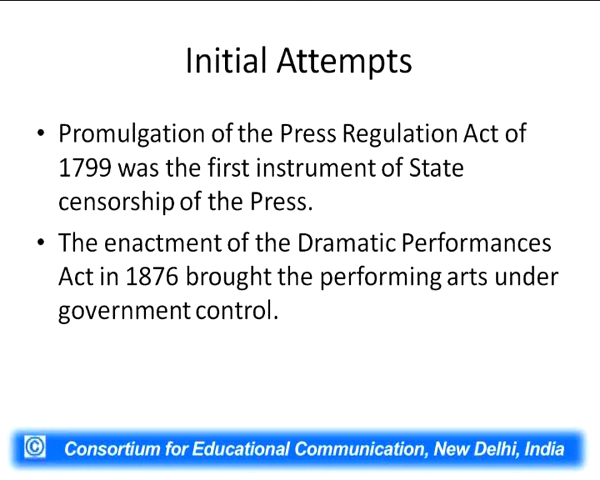 Initial Attempts
• Promulgation of the Press Regulation Act of
1799 was the first instrument of State
censorship of the Press.
• The enactment of the Dramatic Performances
Act in 1876 brought the performing arts under
government control.
© Consortium for Educational Communication, New Delhi, India